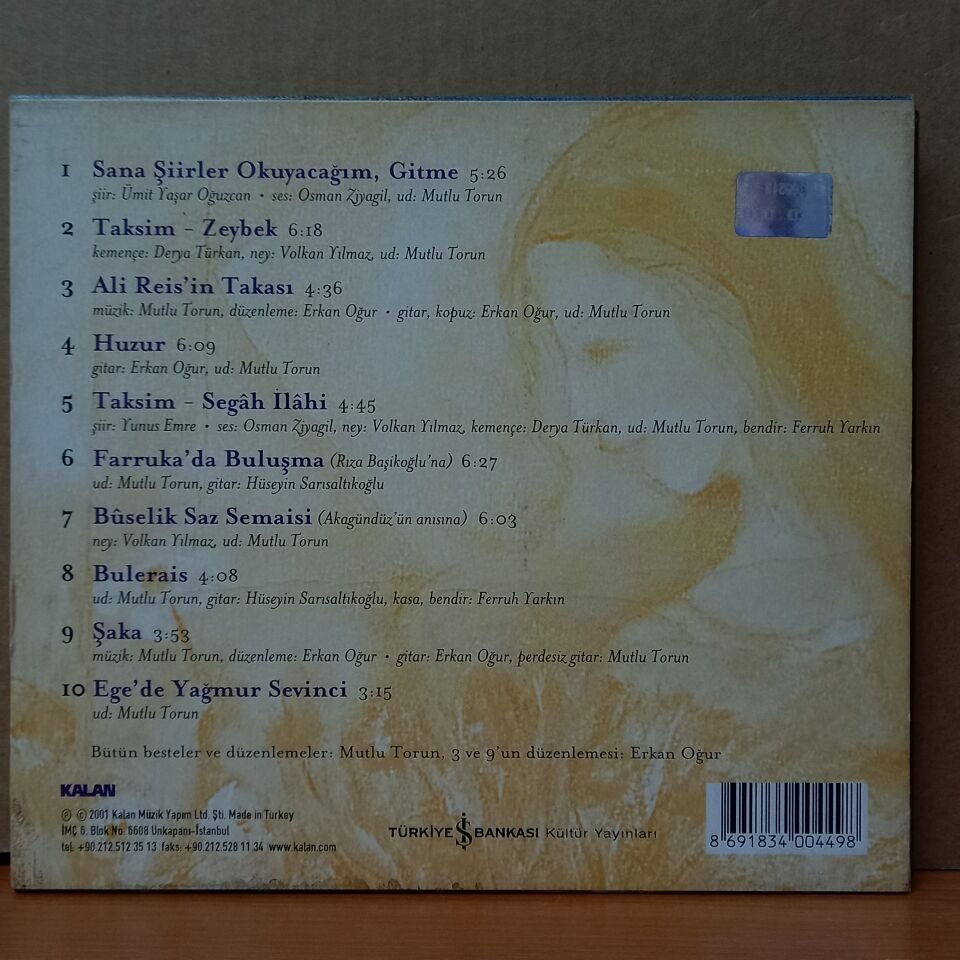 1 Sana Şiirler Okuyacağım, Gitme 5:26
şiir: Ümit Yaşar Oğuzcan • ses: Osman Ziyagil, ud: Mutlu Torun
2 Taksim – Zeybek 6:18
kemençe: Derya Türkan, ney: Volkan Yılmaz, ud: Mutlu Torun
3 Ali Reis'in Takası 4:36
müzik: Mutlu Torun, düzenleme: Erkan Oğur • gitar, kopuz: Erkan Oğur, ud: Mutlu Torun
4 Huzur 6:09
gitar: Erkan Oğur, ud: Mutlu Torun
5 Taksim – Segâh İlâhi 4:45
şiir: Yunus Emre • ses: Osman Ziyagil, ney: Volkan Yılmaz, kemençe: Derya Türkan, ud: Mutlu Torun, bendir: Ferruh Yarkın
6 Farruka'da Buluşma (Rıza Başikoğlu'na) 6:27
ud: Mutlu Torun, gitar: Hüseyin Sarısaltıkoğlu
7 Bûselik Saz Semaisi (Akagündüz'ün anısına) 6:03
ney: Volkan Yılmaz, ud: Mutlu Torun
8 Bulerais 4:08
ud: Mutlu Torun, gitar: Hüseyin Sarısaltıkoğlu, kasa, bendir: Ferruh Yarkın
9 Şaka 3:53
müzik: Mutlu Torun, düzenleme: Erkan Oğur • gitar: Erkan Oğur, perdesiz gitar: Mutlu Torun
10 Ege'de Yağmur Sevinci 3:15
ud: Mutlu Torun
Bütün besteler ve düzenlemeler: Mutlu Torun, 3 ve 9'un düzenlemesi: Erkan Oğur
KALAN
℗ © 2001 Kalan Müzik Yapım Ltd. Şti. Made in Turkey
İMÇ 6. Blok No: 6608 Unkapanı-İstanbul
tel: +90.212.512 35 13 faks: +90.212.528 11 34 www.kalan.com
TÜRKİYE İŞ BANKASI Kültür Yayınları
8 691834 004498